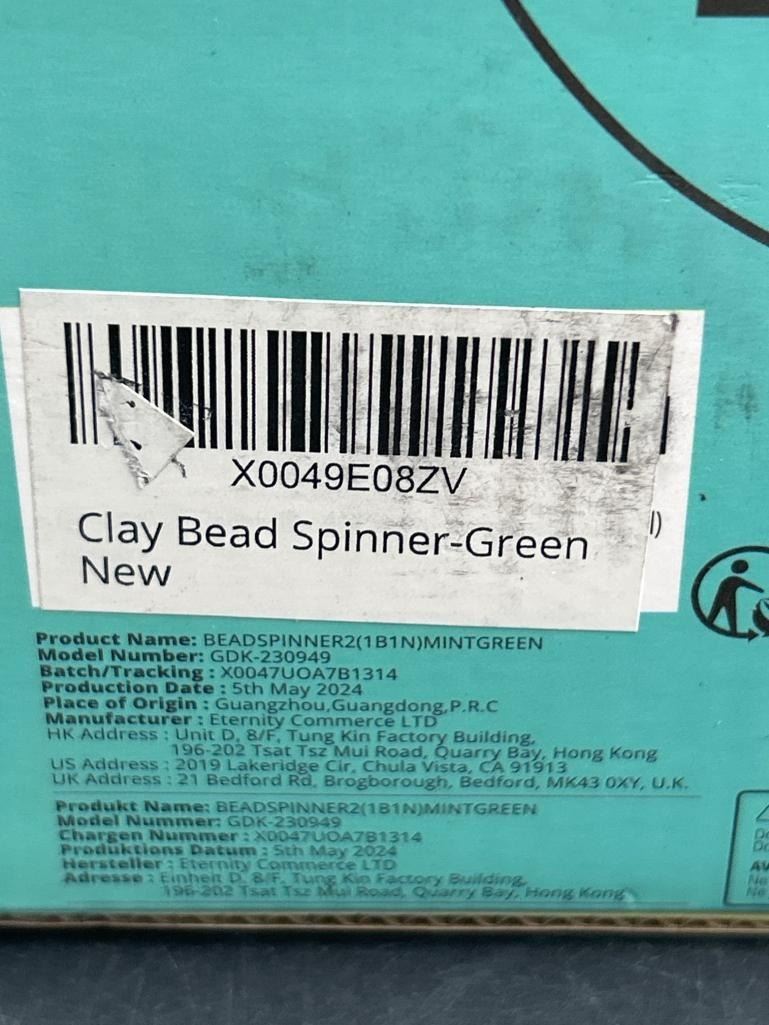 X0049E08ZV
Clay Bead Spinner-Green
New
l)
Product Name: BEADSPINNER2(1B1N)MINTGREEN
Model Number: GDK-230949
Batch/Tracking : X0047UOA7B1314
Production Date : 5th May 2024
Place of Origin : Guangzhou,Guangdong,P.R.C
Manufacturer : Eternity Commerce LTD
HK Address : Unit D, 8/F, Tung Kin Factory Building,
196-202 Tsat Tsz Mui Road, Quarry Bay, Hong Kong
US Address : 2019 Lakeridge Cir, Chula Vista, CA 91913
UK Address : 21 Bedford Rd, Brogborough, Bedford, MK43 0XY, U.K.
Produkt Name: BEADSPINNER2(1B1N)MINTGREEN
Model Nummer: GDK-230949
Chargen Nummer : X0047UOA7B1314
Produktions Datum : 5th May 2024
Hersteller : Eternity Commerce LTD
Adresse : Einheit D. 8/F, Tung Kin Factory Building,
196-202 Tsat Tsz Mui Road, Quarry Bay, Hong Kong